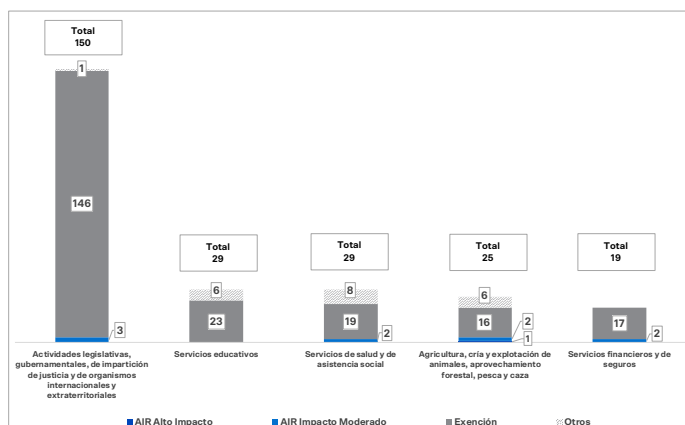 Total
150
1
146
3
Total
29
6
23
Total
29
8
19
2
Total
25
6
16
2
1
Total
19
17
2
Actividades legislativas,
gubernamentales, de impartición
de justicia y de organismos
internacionales y
extraterritoriales
Servicios educativos
Servicios de salud y de
asistencia social
Agricultura, cría y explotación de
animales, aprovechamiento
forestal, pesca y caza
Servicios financieros y de
seguros
AIR Alto Impacto
AIR Impacto Moderado
Exención
Otros